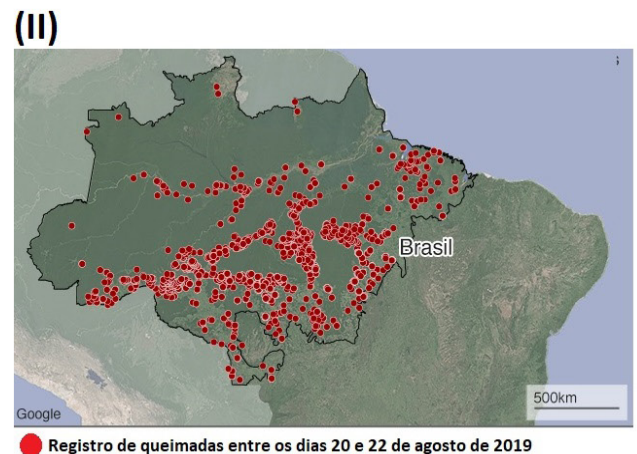 (II)
Brasil
500km
Google
Registro de queimadas entre os dias 20 e 22 de agosto de 2019